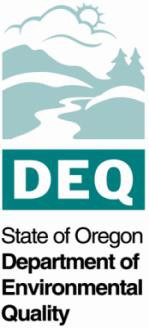 DEQ
State of Oregon
Department of
Environmental
Quality